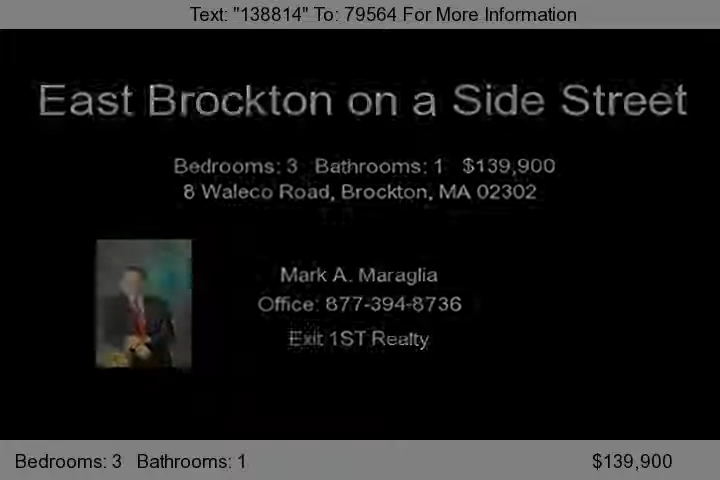 Text: "138814" To: 79564 For More Information
East Brockton on a Side Street
Bedrooms: 3 Bathrooms: 1 $139,900
8 Waleco Road, Brockton, MA 02302
Mark A. Maraglia
Office: 877-394-8736
Exit 1ST Realty
Bedrooms: 3 Bathrooms: 1 $139,900